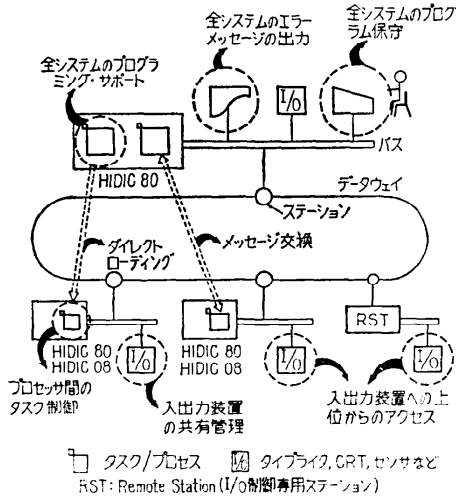 全システムのエラー
メッセージの出力
全システムのプログ
ラム保守
全システムのプログラ
ミング・サポート
I/O
バス
HIDIC 80
データウェイ
ステーション
ダイレクト
ローディング
メッセージ交換
RST
HIDIC 80
HIDIC 08
I/O
HIDIC 80
HIDIC 08
I/O
I/O
プロセッサ間の
タスク制御
入出力装置
の共有管理
入出力装置への上
位からのアクセス
タスク/プロセス
I/O
タイプライタ, CRT, センサなど
RST: Remote Station (I/O制御専用ステーション)